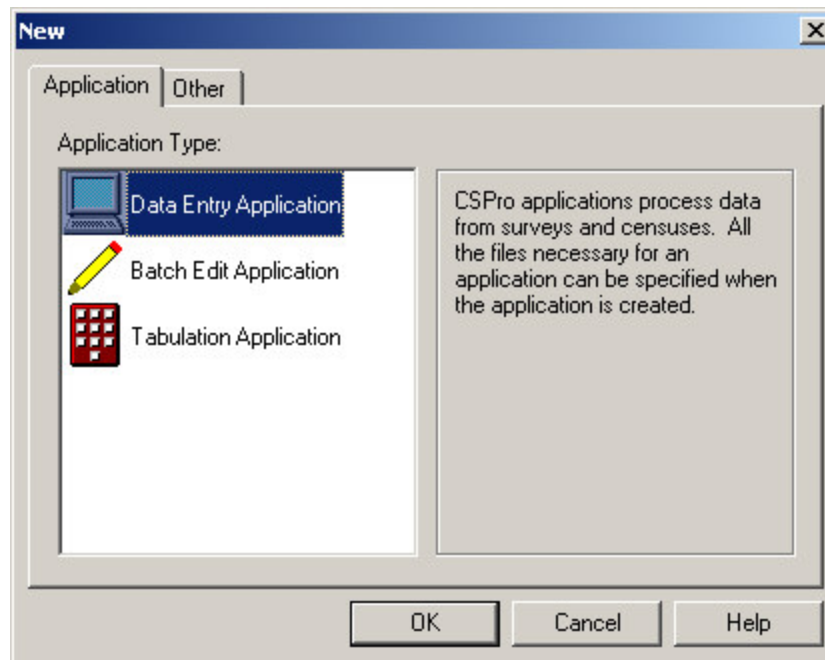 New
Application
Other
Application Type:
Data Entry Application
Batch Edit Application
Tabulation Application
CSPro applications process data
from surveys and censuses.  All
the files necessary for an
application can be specified when
the application is created.
OK
Cancel
Help